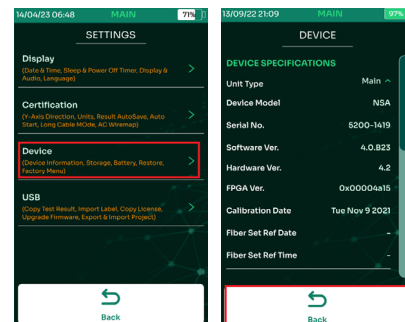 14/04/23 06:48 MAIN 71%
SETTINGS
Display
(Date & Time, Sleep & Power Off Timer, Display &
Audio, Language)
Certification
(Y-Axis Direction, Units, Result AutoSave, Auto
Start, Long Cable MOde, AC Wiremap)
Device
(Device Information, Storage, Battery, Restore,
Factory Menu)
USB
(Copy Test Result, Import Label, Copy License,
Upgrade Firmware, Export & Import Project)
Back
13/09/22 21:09 MAIN 97%
DEVICE
DEVICE SPECIFICATIONS
Unit Type Main
Device Model NSA
Serial No. 5200-1419
Software Ver. 4.0.B23
Hardware Ver. 4.2
FPGA Ver. 0x00004a15
Calibration Date Tue Nov 9 2021
Fiber Set Ref Date -
Fiber Set Ref Time -
Back